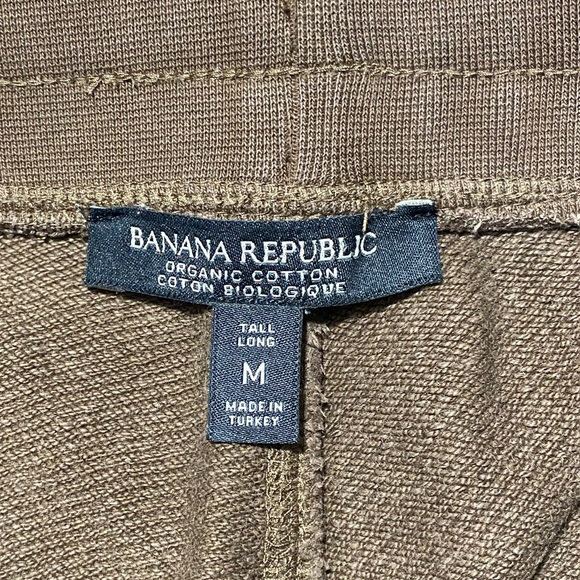 BANANA REPUBLIC
ORGANIC COTTON
COTON BIOLOGIQUE
TALL
LONG
M
MADE IN
TURKEY